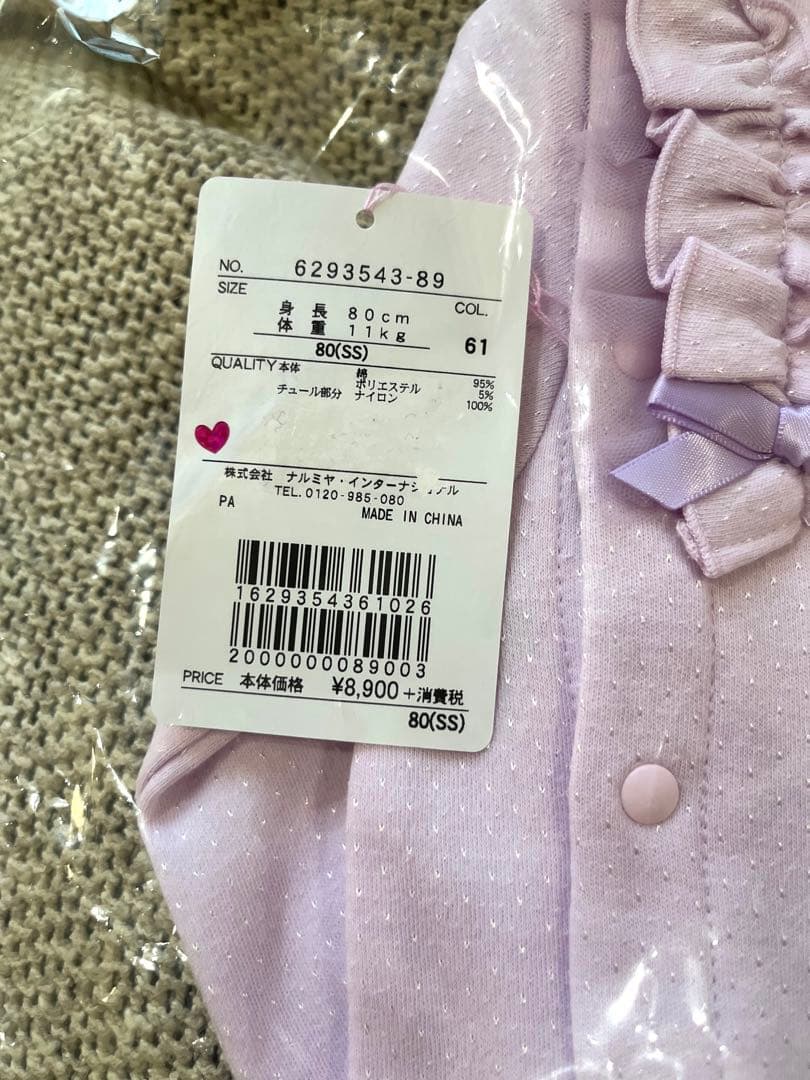 NO. 6293543-89
SIZE COL.
身長 80cm
体重 11kg 61
80(SS)
QUALITY 本体 綿 95%
ポリエステル 5%
チュール部分 ナイロン 100%
株式会社 ナルミヤ・インターナショナル
TEL.0120-985-080
PA MADE IN CHINA
1629354361026
2000000089003
PRICE 本体価格 ¥8,900+消費税
80(SS)